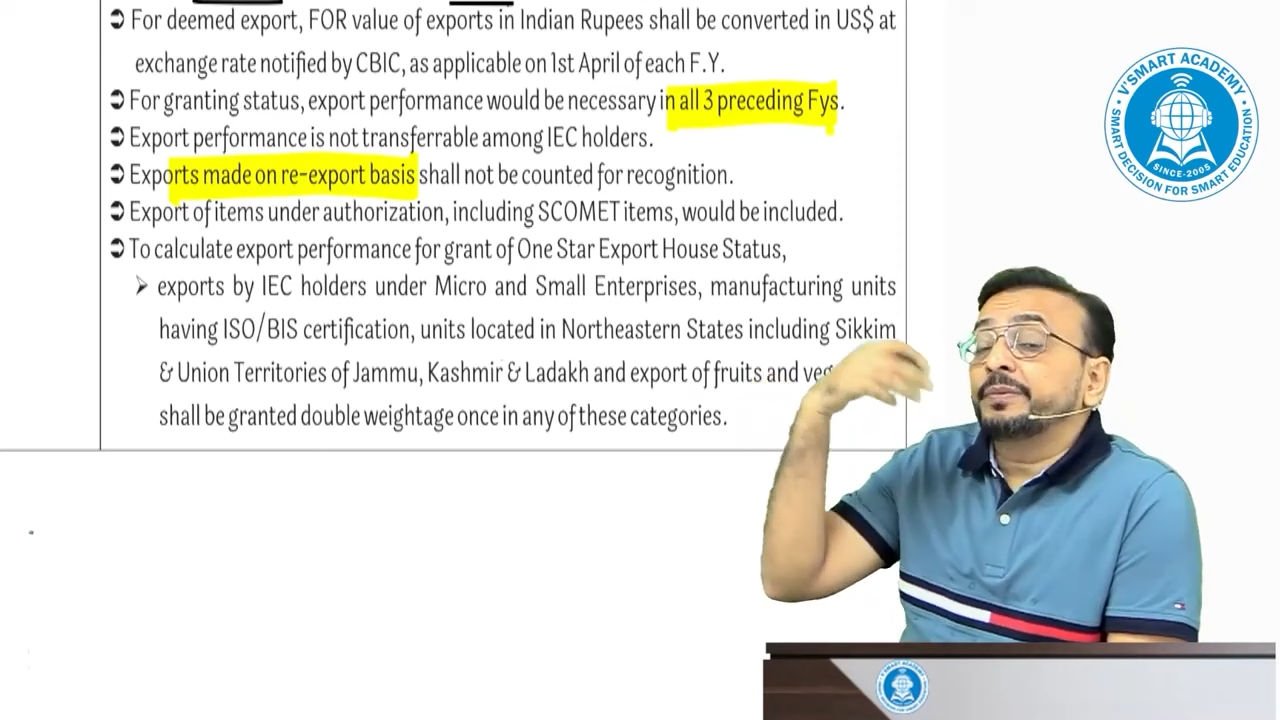 ➲ For deemed export, FOR value of exports in Indian Rupees shall be converted in US$ at
exchange rate notified by CBIC, as applicable on 1st April of each F.Y.
➲ For granting status, export performance would be necessary in all 3 preceding Fys.
➲ Export performance is not transferrable among IEC holders.
➲ Exports made on re-export basis shall not be counted for recognition.
➲ Export of items under authorization, including SCOMET items, would be included.
➲ To calculate export performance for grant of One Star Export House Status,
➢ exports by IEC holders under Micro and Small Enterprises, manufacturing units
having ISO/BIS certification, units located in Northeastern States including Sikkim
& Union Territories of Jammu, Kashmir & Ladakh and export of fruits and
shall be granted double weightage once in any of these categories.
V'SMART ACADEMY
SINCE-2005
SMART DECISION FOR SMART EDUCATION